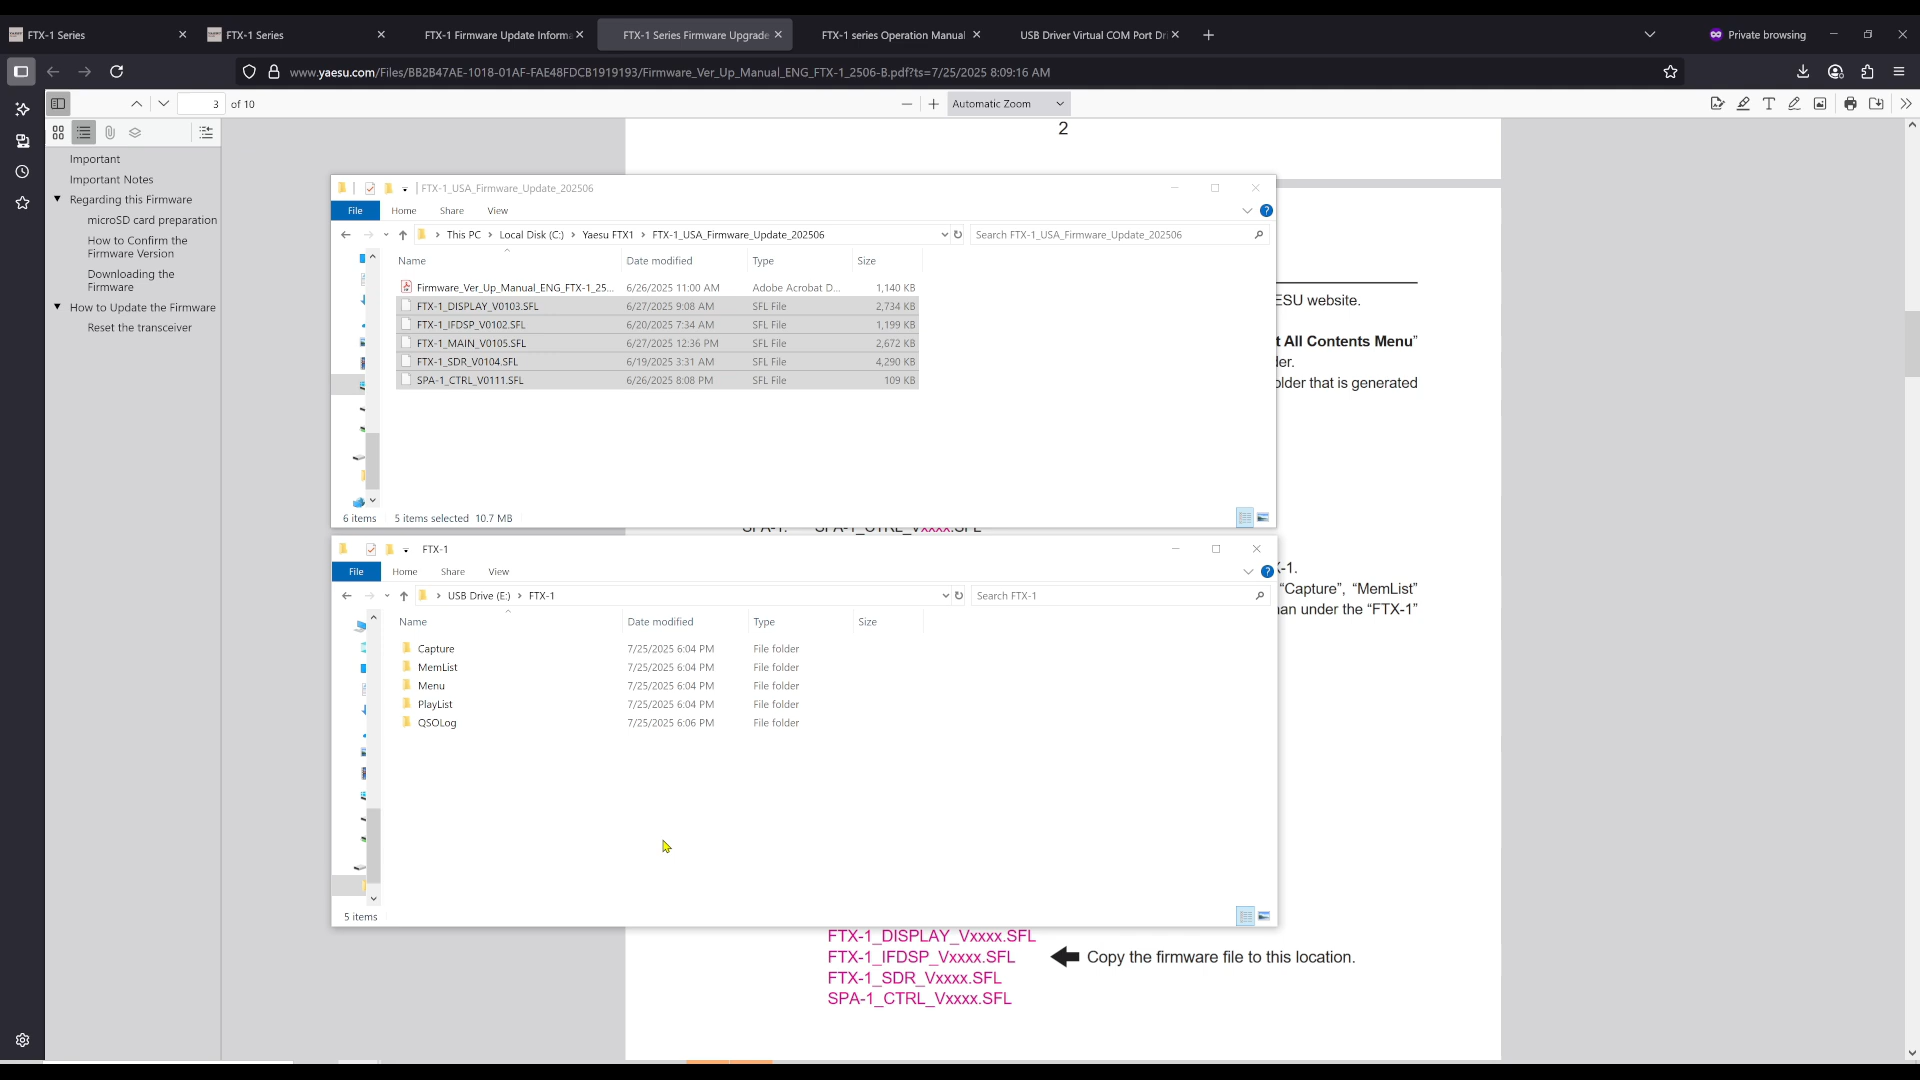 FTX-1 Series
FTX-1 Series
FTX-1 Firmware Update Informa
FTX-1 Series Firmware Upgrade
FTX-1 series Operation Manual
USB Driver Virtual COM Port Dr
Private browsing
www.yaesu.com/Files/BB2B47AE-1018-01AF-FAE48FDCB1919193/Firmware_Ver_Up_Manual_ENG_FTX-1_2506-B.pdf?ts=7/25/2025 8:09:16 AM
3 of 10
Automatic Zoom
Important
Important Notes
Regarding this Firmware
microSD card preparation
How to Confirm the
Firmware Version
Downloading the
Firmware
How to Update the Firmware
Reset the transceiver
2
FTX-1_USA_Firmware_Update_202506
File Home Share View
This PC > Local Disk (C:) > Yaesu FTX1 > FTX-1_USA_Firmware_Update_202506
Search FTX-1_USA_Firmware_Update_202506
Name Date modified Type Size
Firmware_Ver_Up_Manual_ENG_FTX-1_25... 6/26/2025 11:00 AM Adobe Acrobat D... 1,140 KB
FTX-1_DISPLAY_V0103.SFL 6/27/2025 9:08 AM SFL File 2,734 KB
FTX-1_IFDSP_V0102.SFL 6/20/2025 7:34 AM SFL File 1,199 KB
FTX-1_MAIN_V0105.SFL 6/27/2025 12:36 PM SFL File 2,672 KB
FTX-1_SDR_V0104.SFL 6/19/2025 3:31 AM SFL File 4,290 KB
SPA-1_CTRL_V0111.SFL 6/26/2025 8:08 PM SFL File 109 KB
6 items 5 items selected 10.7 MB
ESU website.
t All Contents Menu”
older that is generated
SPA-1: SPA-1_CTRL_Vxxxx.SFL
FTX-1
File Home Share View
USB Drive (E:) > FTX-1
Search FTX-1
Name Date modified Type Size
Capture 7/25/2025 6:04 PM File folder
MemList 7/25/2025 6:04 PM File folder
Menu 7/25/2025 6:04 PM File folder
PlayList 7/25/2025 6:04 PM File folder
QSOLog 7/25/2025 6:06 PM File folder
5 items
X-1.
“Capture”, “MemList”
an under the “FTX-1”
FTX-1_DISPLAY_Vxxxx.SFL
FTX-1_IFDSP_Vxxxx.SFL
Copy the firmware file to this location.
FTX-1_SDR_Vxxxx.SFL
SPA-1_CTRL_Vxxxx.SFL